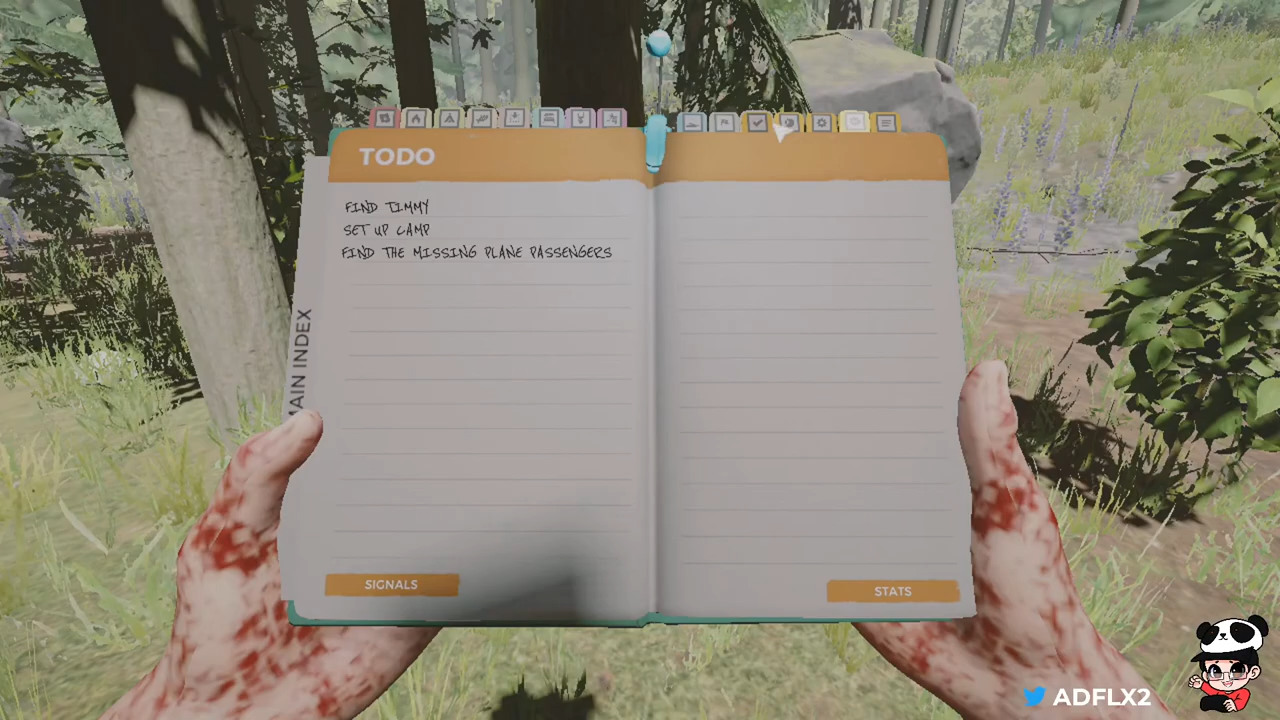 TODO
FIND TIMMY
SET UP CAMP
FIND THE MISSING PLANE PASSENGERS
MAIN INDEX
SIGNALS
STATS
ADFLX2